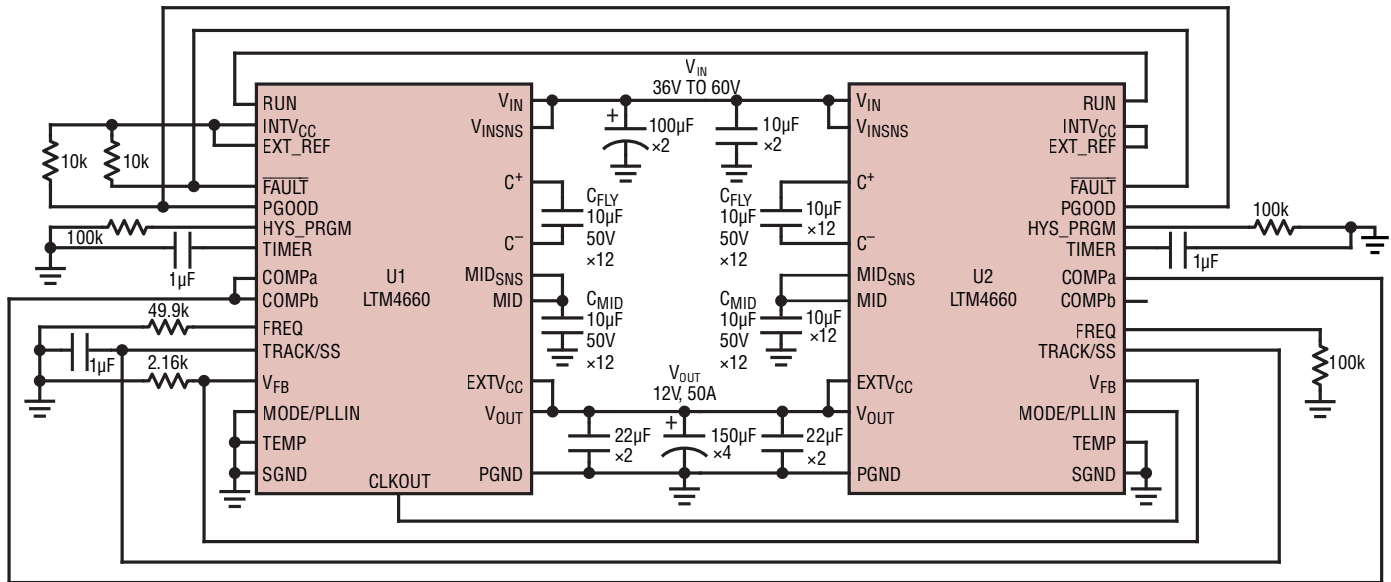 V_IN
36V TO 60V
RUN
INTV_CC
EXT_REF
FAULT
PGOOD
HYS_PRGM
TIMER
COMPa
COMPb
FREQ
TRACK/SS
V_FB
MODE/PLLIN
TEMP
SGND
CLKOUT
U1
LTM4660
V_IN
V_INSNS
C+
C−
MID_SNS
MID
EXTV_CC
V_OUT
PGND
10k
10k
100k
1µF
49.9k
1µF
2.16k
+
100µF
×2
10µF
×2
C_FLY
10µF
50V
×12
C_FLY
10µF
50V
×12
10µF
×12
C_MID
10µF
50V
×12
C_MID
10µF
50V
×12
10µF
×12
V_OUT
12V, 50A
22µF
×2
+
150µF
×4
22µF
×2
V_IN
V_INSNS
C+
C−
MID_SNS
MID
EXTV_CC
V_OUT
PGND
U2
LTM4660
RUN
INTV_CC
EXT_REF
FAULT
PGOOD
HYS_PRGM
TIMER
COMPa
COMPb
FREQ
TRACK/SS
V_FB
MODE/PLLIN
TEMP
SGND
100k
1µF
100k